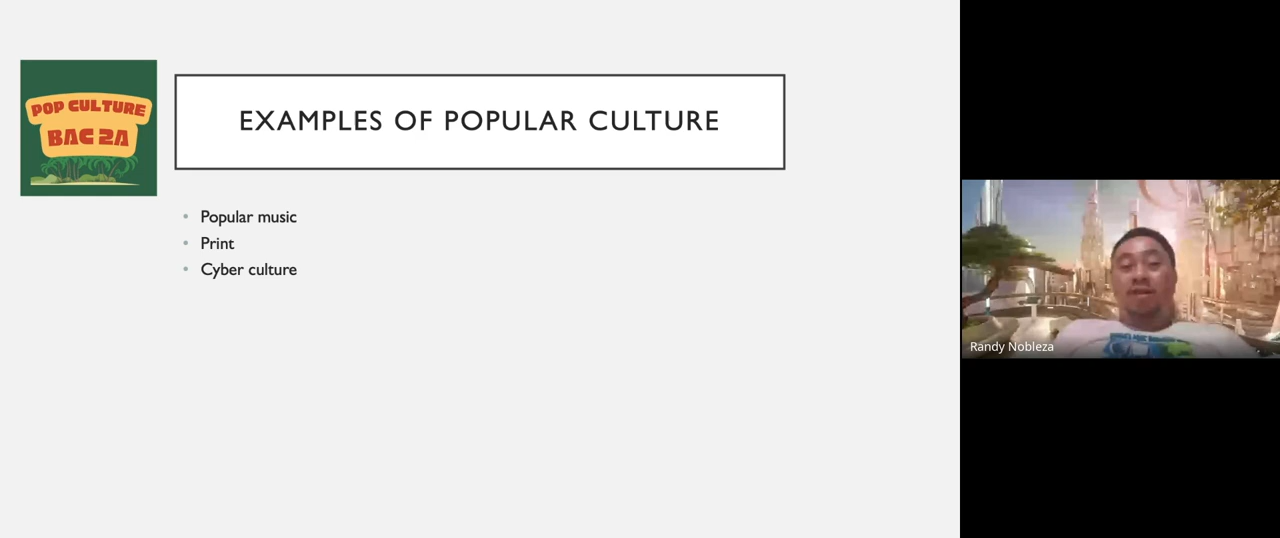 POP CULTURE
BAC 2A
EXAMPLES OF POPULAR CULTURE
• Popular music
• Print
• Cyber culture
Randy Nobleza